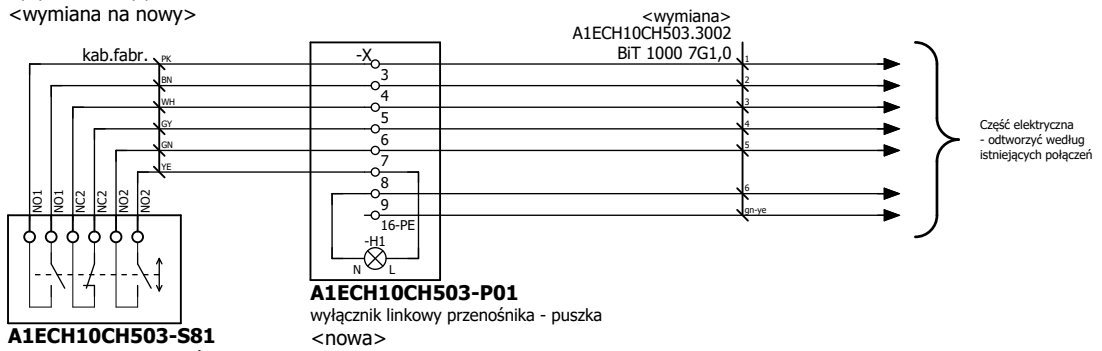 <wymiana na nowy>
<wymiana>
A1ECH10CH503.3002
BiT 1000 7G1,0
kab.fabr.
-X
PK
BN
WH
GY
GN
YE
3
4
5
6
7
8
9
16-PE
1
2
3
4
5
6
gn-ye
Część elektryczna
- odtworzyć według
istniejących połączeń
NO1
NO1
NC2
NC2
NO2
NO2
-H1
N
L
A1ECH10CH503-P01
wyłącznik linkowy przenośnika - puszka
<nowa>
A1ECH10CH503-S81